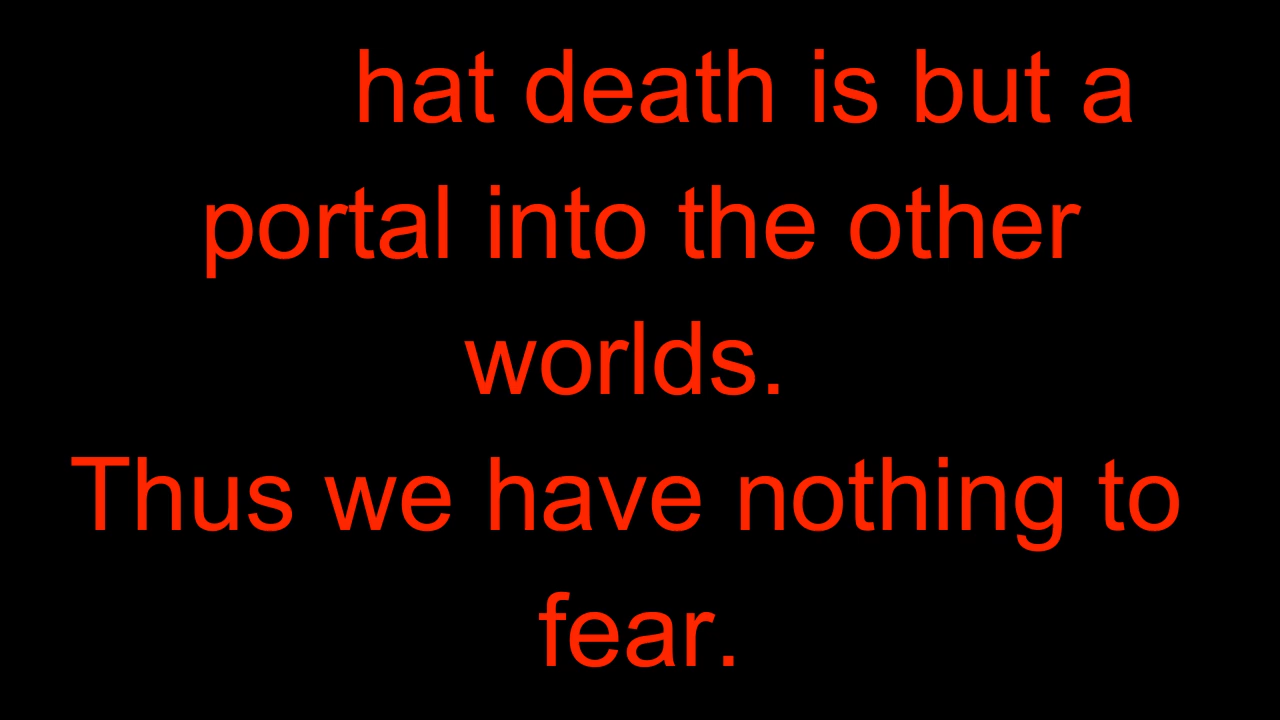 hat death is but a
portal into the other
worlds.
Thus we have nothing to
fear.